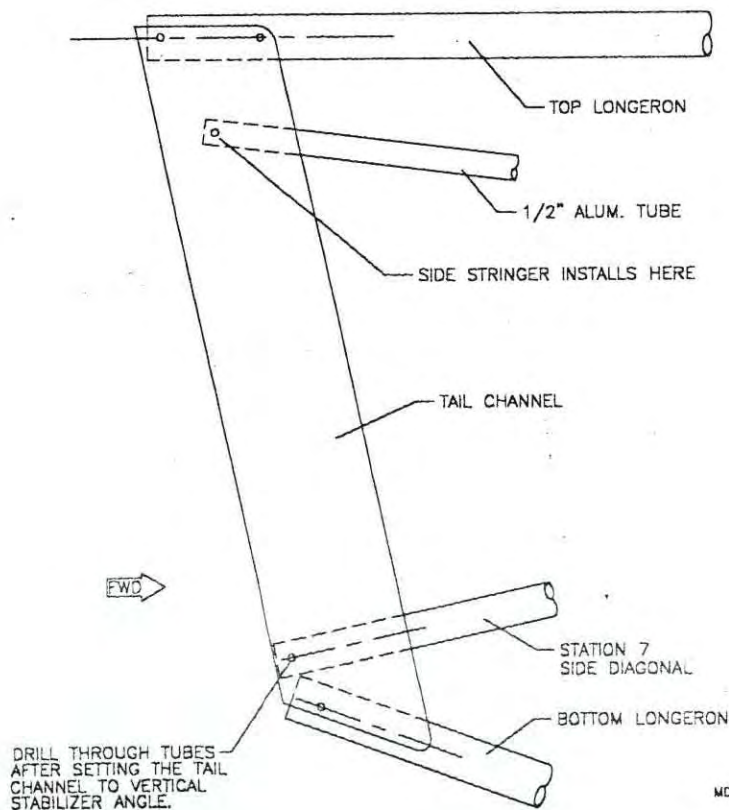 TOP LONGERON
1/2" ALUM. TUBE
SIDE STRINGER INSTALLS HERE
TAIL CHANNEL
FWD
STATION 7
SIDE DIAGONAL
BOTTOM LONGERON
DRILL THROUGH TUBES
AFTER SETTING THE TAIL
CHANNEL TO VERTICAL
STABILIZER ANGLE.